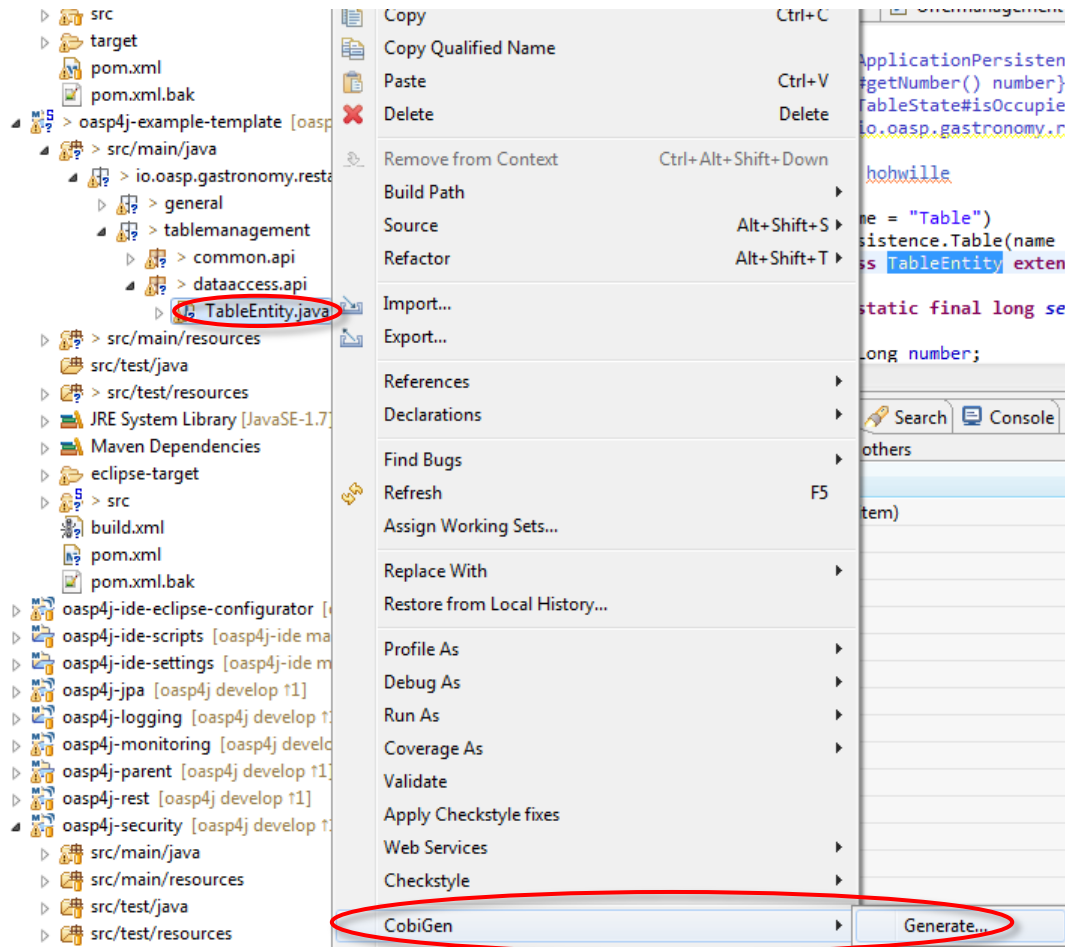 src
target
pom.xml
pom.xml.bak
> oasp4j-example-template [oasp
> src/main/java
> io.oasp.gastronomy.resta
> general
> tablemanagement
> common.api
> dataaccess.api
TableEntity.java
> src/main/resources
src/test/java
> src/test/resources
JRE System Library [JavaSE-1.7]
Maven Dependencies
eclipse-target
> src
build.xml
pom.xml
pom.xml.bak
oasp4j-ide-eclipse-configurator [
oasp4j-ide-scripts [oasp4j-ide ma
oasp4j-ide-settings [oasp4j-ide m
oasp4j-jpa [oasp4j develop ↑1]
oasp4j-logging [oasp4j develop ↑
oasp4j-monitoring [oasp4j develo
oasp4j-parent [oasp4j develop ↑1]
oasp4j-rest [oasp4j develop ↑1]
oasp4j-security [oasp4j develop ↑
src/main/java
src/main/resources
src/test/java
src/test/resources
Copy Ctrl+C
Copy Qualified Name
Paste Ctrl+V
Delete Delete
Remove from Context Ctrl+Alt+Shift+Down
Build Path
Source Alt+Shift+S
Refactor Alt+Shift+T
Import...
Export...
References
Declarations
Find Bugs
Refresh F5
Assign Working Sets...
Replace With
Restore from Local History...
Profile As
Debug As
Run As
Coverage As
Validate
Apply Checkstyle fixes
Web Services
Checkstyle
CobiGen
Generate...
ApplicationPersisten
#getNumber() number}
TableState#isOccupie
io.oasp.gastronomy.r
hohwille
me = "Table")
sistence.Table(name
ss TableEntity exten
static final long se
Long number;
Search Console
others
tem)